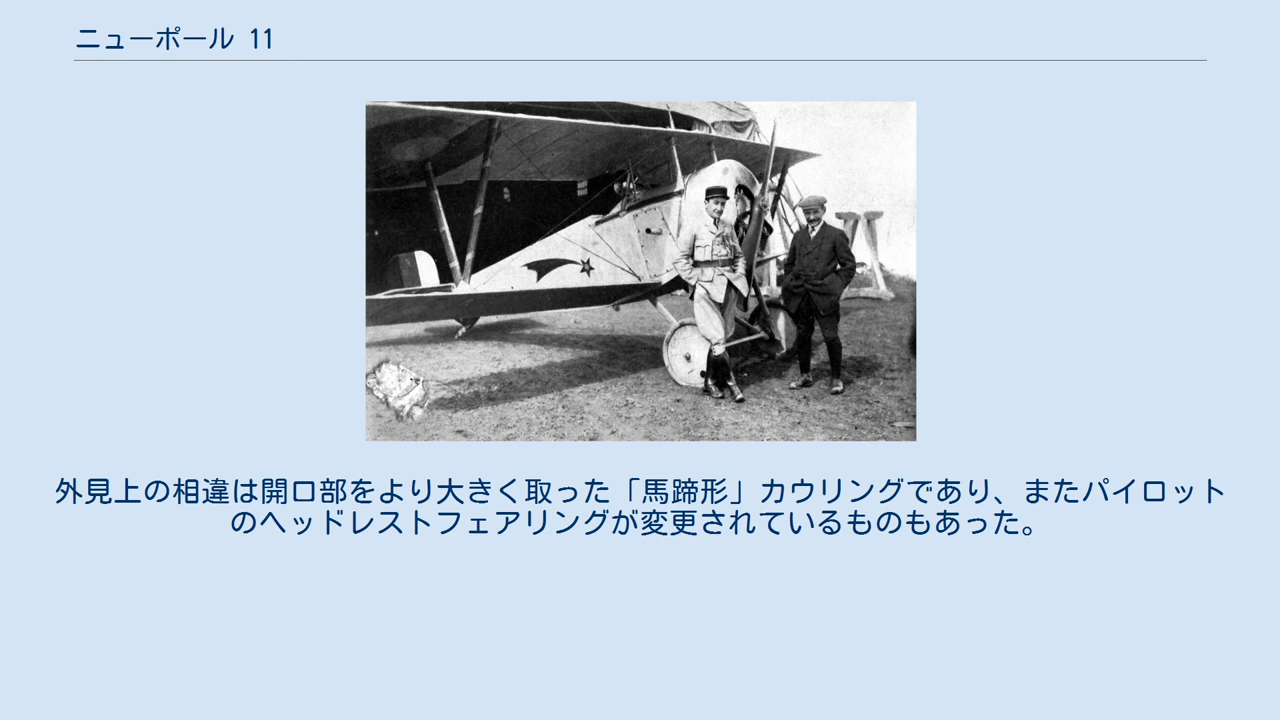 ニューポール 11
外見上の相違は開口部をより大きく取った「馬蹄形」カウリングであり、またパイロット
のヘッドレストフェアリングが変更されているものもあった。